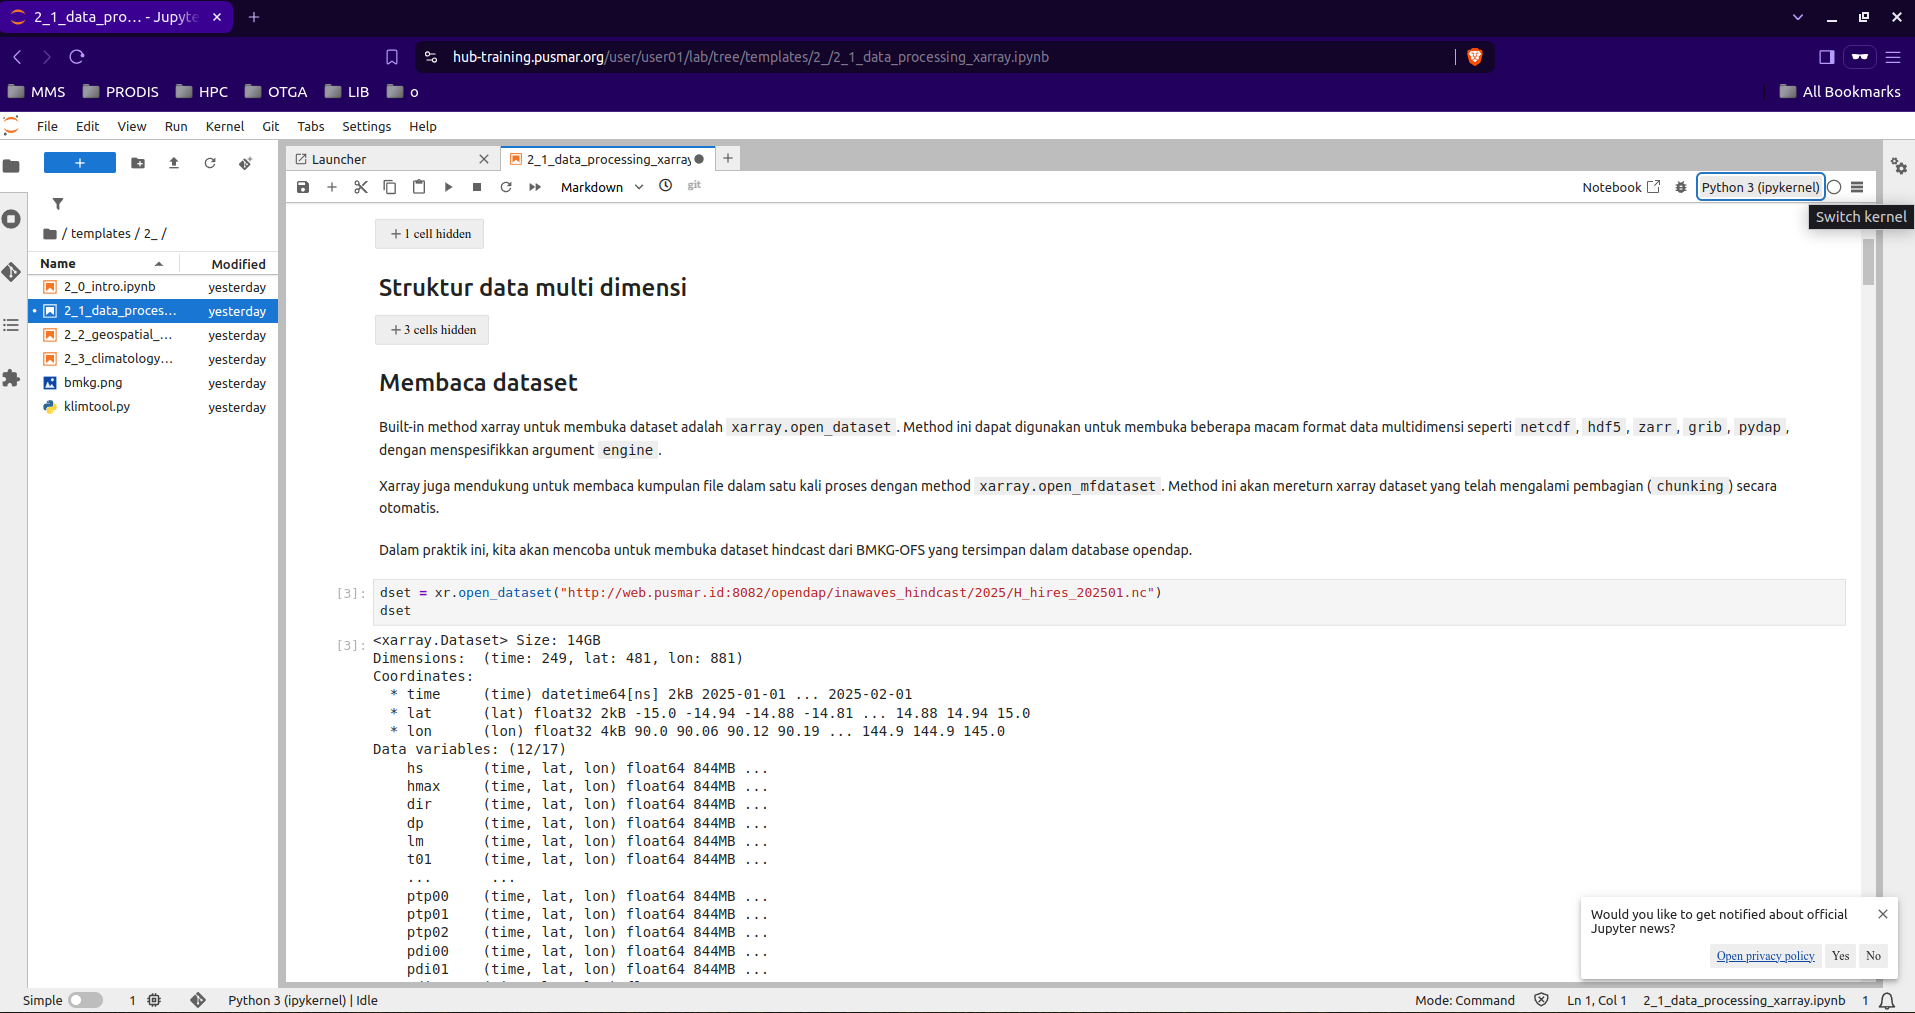 2_1_data_pro... - Jupyte
hub-training.pusmar.org/user/user01/lab/tree/templates/2_/2_1_data_processing_xarray.ipynb
MMS PRODIS HPC OTGA LIB o All Bookmarks
File Edit View Run Kernel Git Tabs Settings Help
Launcher 2_1_data_processing_xarray
Markdown git Notebook Python 3 (ipykernel)
Switch kernel
/ templates / 2_ /
Name Modified
2_0_intro.ipynb yesterday
2_1_data_proces... yesterday
2_2_geospatial_... yesterday
2_3_climatology... yesterday
bmkg.png yesterday
klimtool.py yesterday
+ 1 cell hidden
Struktur data multi dimensi
+ 3 cells hidden
Membaca dataset
Built-in method xarray untuk membuka dataset adalah xarray.open_dataset. Method ini dapat digunakan untuk membuka beberapa macam format data multidimensi seperti netcdf, hdf5, zarr, grib, pydap,
dengan menspesifikkan argument engine.
Xarray juga mendukung untuk membaca kumpulan file dalam satu kali proses dengan method xarray.open_mfdataset. Method ini akan mereturn xarray dataset yang telah mengalami pembagian (chunking) secara
otomatis.
Dalam praktik ini, kita akan mencoba untuk membuka dataset hindcast dari BMKG-OFS yang tersimpan dalam database opendap.
[3]: dset = xr.open_dataset("http://web.pusmar.id:8082/opendap/inawaves_hindcast/2025/H_hires_202501.nc")
dset
[3]: <xarray.Dataset> Size: 14GB
Dimensions: (time: 249, lat: 481, lon: 881)
Coordinates:
* time (time) datetime64[ns] 2kB 2025-01-01 ... 2025-02-01
* lat (lat) float32 2kB -15.0 -14.94 -14.88 -14.81 ... 14.88 14.94 15.0
* lon (lon) float32 4kB 90.0 90.06 90.12 90.19 ... 144.9 144.9 145.0
Data variables: (12/17)
hs (time, lat, lon) float64 844MB ...
hmax (time, lat, lon) float64 844MB ...
dir (time, lat, lon) float64 844MB ...
dp (time, lat, lon) float64 844MB ...
lm (time, lat, lon) float64 844MB ...
t01 (time, lat, lon) float64 844MB ...
... ...
ptp00 (time, lat, lon) float64 844MB ...
ptp01 (time, lat, lon) float64 844MB ...
ptp02 (time, lat, lon) float64 844MB ...
pdi00 (time, lat, lon) float64 844MB ...
pdi01 (time, lat, lon) float64 844MB ...
Would you like to get notified about official
Jupyter news?
Open privacy policy Yes No
Simple 1 Python 3 (ipykernel) | Idle Mode: Command Ln 1, Col 1 2_1_data_processing_xarray.ipynb 1